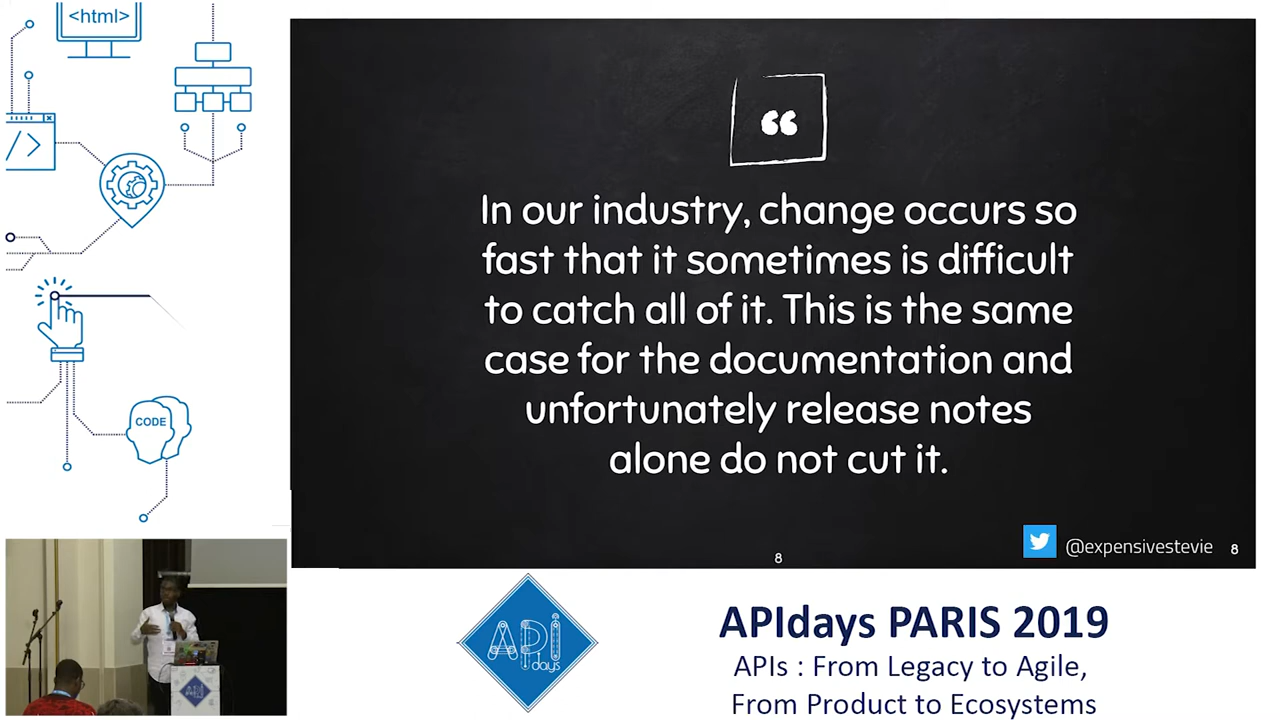 <html>
</>
CODE
“
In our industry, change occurs so
fast that it sometimes is difficult
to catch all of it. This is the same
case for the documentation and
unfortunately release notes
alone do not cut it.
8
@expensivestevie 8
API
days
APIdays PARIS 2019
APIs : From Legacy to Agile,
From Product to Ecosystems